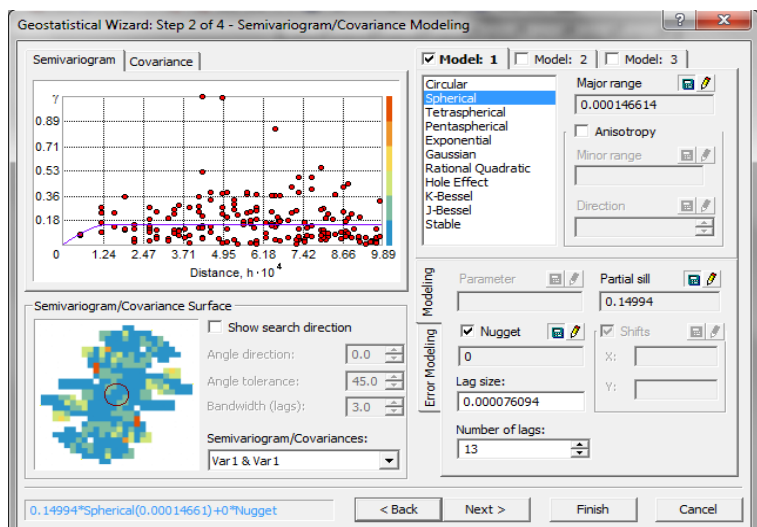 Geostatistical Wizard: Step 2 of 4 - Semivariogram/Covariance Modeling
Semivariogram
Covariance
γ
0.89
0.71
0.53
0.36
0.18
0 1.24 2.47 3.71 4.95 6.18 7.42 8.66 9.89
Distance, h·10⁴
Semivariogram/Covariance Surface
Show search direction
Angle direction:
0.0
Angle tolerance:
45.0
Bandwidth (lags):
3.0
Semivariogram/Covariances:
Var1 & Var1
Model: 1
Model: 2
Model: 3
Circular
Spherical
Tetraspherical
Pentaspherical
Exponential
Gaussian
Rational Quadratic
Hole Effect
K-Bessel
J-Bessel
Stable
Major range
0.000146614
Anisotropy
Minor range
Direction
Modeling
Error Modeling
Parameter
Partial sill
0.14994
Nugget
0
Shifts
X:
Y:
Lag size:
0.000076094
Number of lags:
13
0.14994*Spherical(0.00014661)+0*Nugget
< Back
Next >
Finish
Cancel